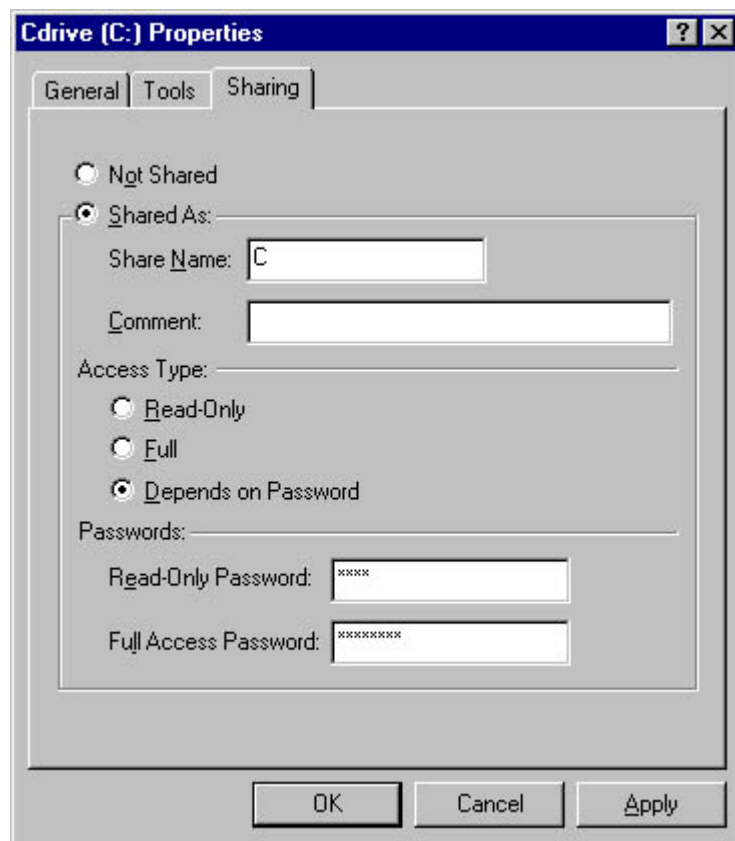 Cdrive (C:) Properties
General Tools Sharing
Not Shared
Shared As:
Share Name: C
Comment:
Access Type:
Read-Only
Full
Depends on Password
Passwords:
Read-Only Password: ****
Full Access Password: ********
OK Cancel Apply